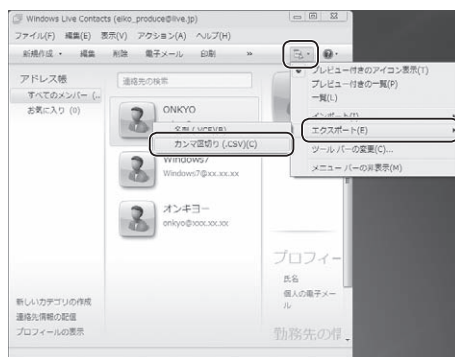 Windows Live Contacts (eiko_produce@live.jp)
ファイル(F) 編集(E) 表示(V) アクション(A) ヘルプ(H)
新規作成 編集 削除 電子メール 印刷 »
アドレス帳
すべてのメンバー (...
お気に入り (0)
連絡先の検索
ONKYO
名刺 (.VCF)(B)
カンマ区切り (.CSV)(C)
Windows7
Windows7@xx.xx.xx
オンキヨー
onkyo@xxx.xx.xx
プレビュー付きのアイコン表示(T)
プレビュー付きの一覧(P)
一覧(L)
インポート(I)
エクスポート(E)
ツール バーの変更(C)...
メニュー バーの非表示(M)
プロフィー
氏名
個人の電子メー
ル
勤務先の情
新しいカテゴリの作成
連絡先情報の配信
プロフィールの表示